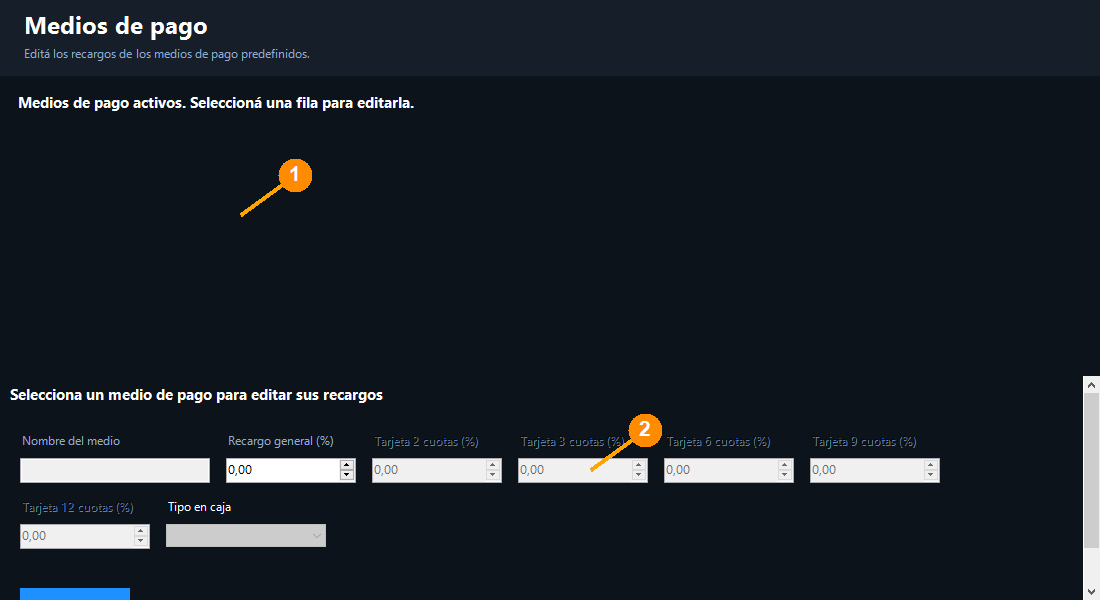 Medios de pago
Editá los recargos de los medios de pago predefinidos.
Medios de pago activos. Seleccioná una fila para editarla.
1
Selecciona un medio de pago para editar sus recargos
2
Nombre del medio Recargo general (%) Tarjeta 2 cuotas (%) Tarjeta 3 cuotas (%) Tarjeta 6 cuotas (%) Tarjeta 9 cuotas (%)
0,00 0,00 0,00 0,00 0,00
Tarjeta 12 cuotas (%) Tipo en caja
0,00